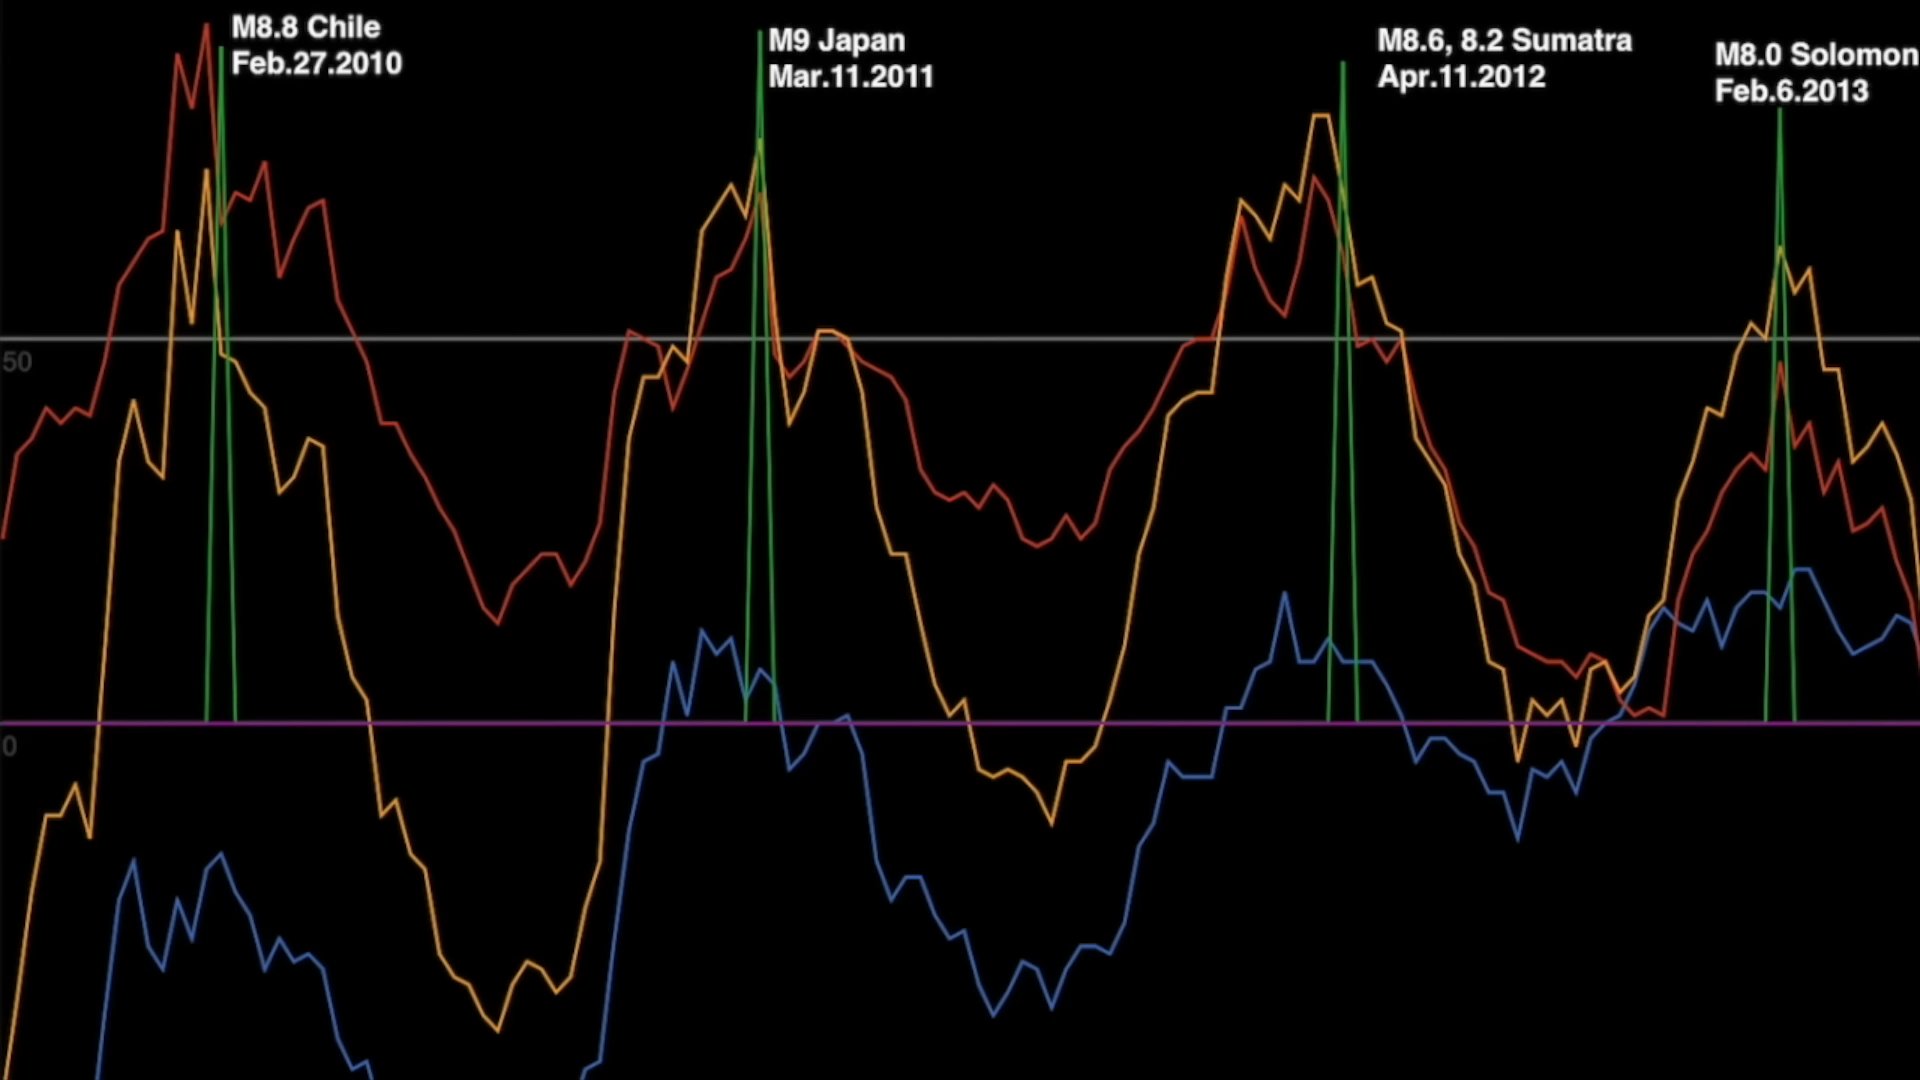 M8.8 Chile
Feb.27.2010
M9 Japan
Mar.11.2011
M8.6, 8.2 Sumatra
Apr.11.2012
M8.0 Solomon
Feb.6.2013
50
0